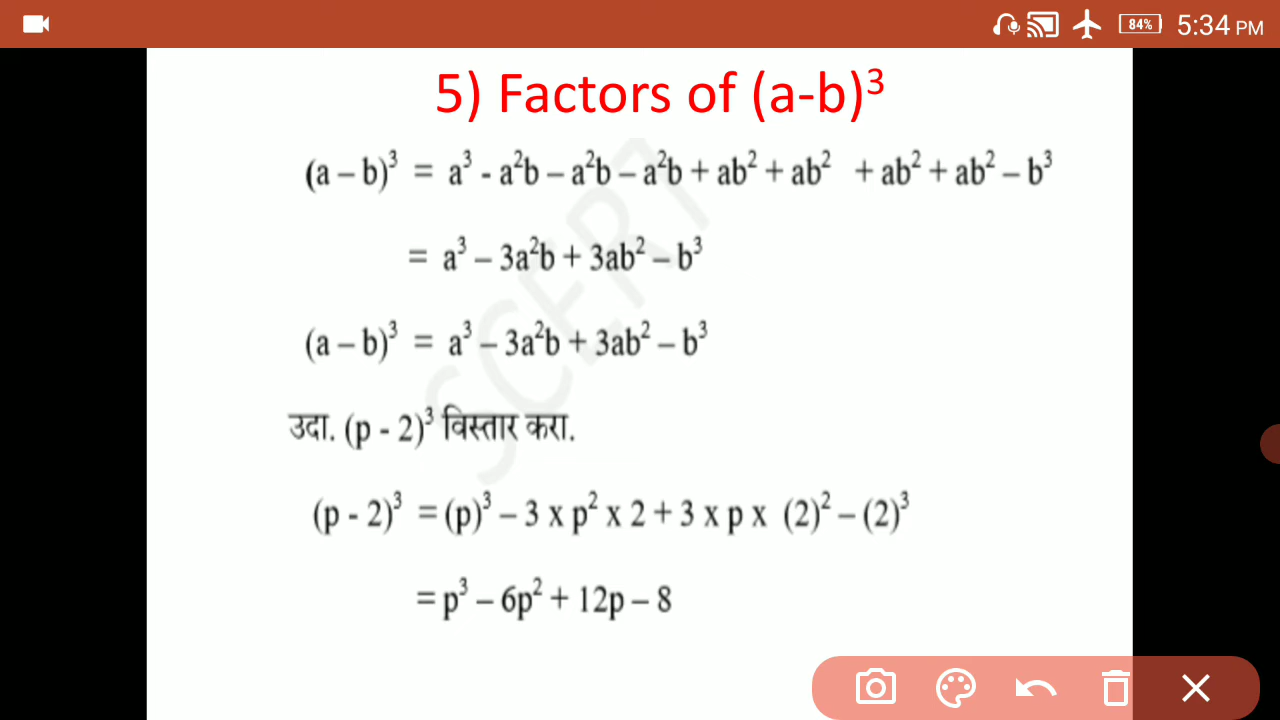 84% 5:34 PM
5) Factors of (a-b)³
(a – b)³ = a³ - a²b – a²b – a²b + ab² + ab² + ab² + ab² – b³
= a³ – 3a²b + 3ab² – b³
(a – b)³ = a³ – 3a²b + 3ab² – b³
उदा. (p - 2)³ विस्तार करा.
(p - 2)³ = (p)³ – 3 x p² x 2 + 3 x p x (2)² – (2)³
= p³ – 6p² + 12p – 8
SCERT